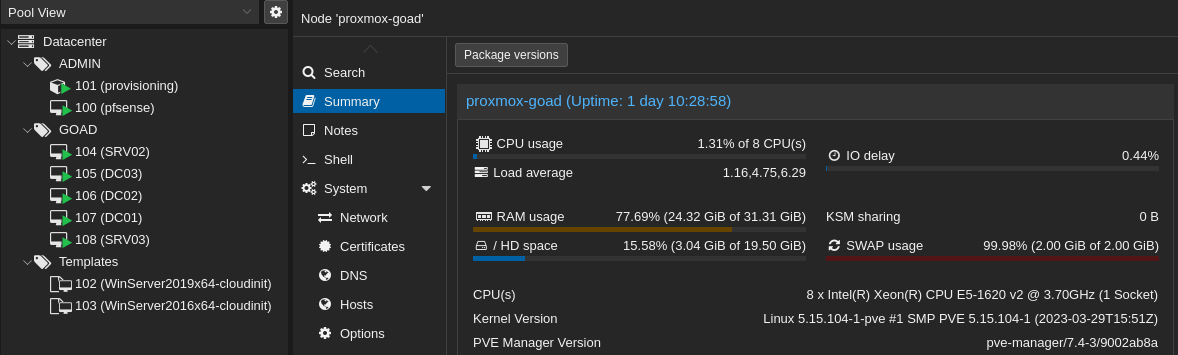 Pool View
Datacenter
ADMIN
101 (provisioning)
100 (pfsense)
GOAD
104 (SRV02)
105 (DC03)
106 (DC02)
107 (DC01)
108 (SRV03)
Templates
102 (WinServer2019x64-cloudinit)
103 (WinServer2016x64-cloudinit)
Node 'proxmox-goad'
Search
Summary
Notes
Shell
System
Network
Certificates
DNS
Hosts
Options
Package versions
proxmox-goad (Uptime: 1 day 10:28:58)
CPU usage 1.31% of 8 CPU(s)
IO delay 0.44%
Load average 1.16,4.75,6.29
RAM usage 77.69% (24.32 GiB of 31.31 GiB)
KSM sharing 0 B
/ HD space 15.58% (3.04 GiB of 19.50 GiB)
SWAP usage 99.98% (2.00 GiB of 2.00 GiB)
CPU(s) 8 x Intel(R) Xeon(R) CPU E5-1620 v2 @ 3.70GHz (1 Socket)
Kernel Version Linux 5.15.104-1-pve #1 SMP PVE 5.15.104-1 (2023-03-29T15:51Z)
PVE Manager Version pve-manager/7.4-3/9002ab8a